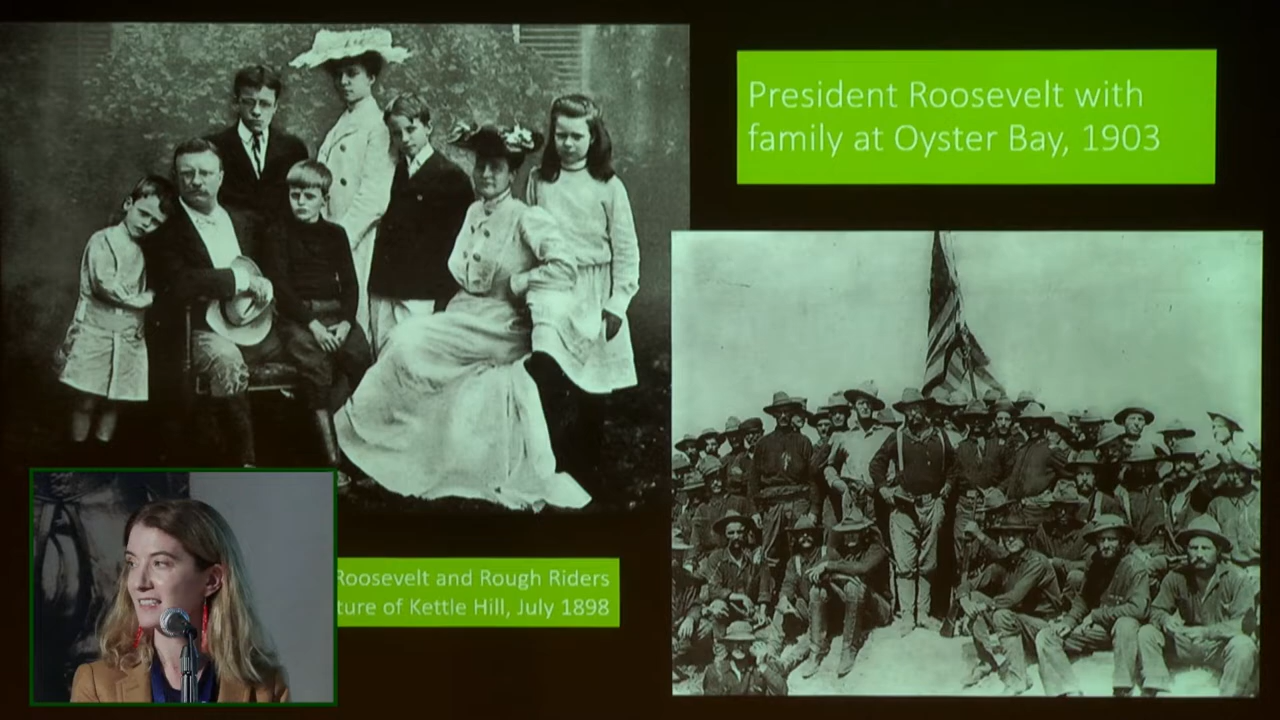 President Roosevelt with
family at Oyster Bay, 1903
Roosevelt and Rough Riders
ture of Kettle Hill, July 1898